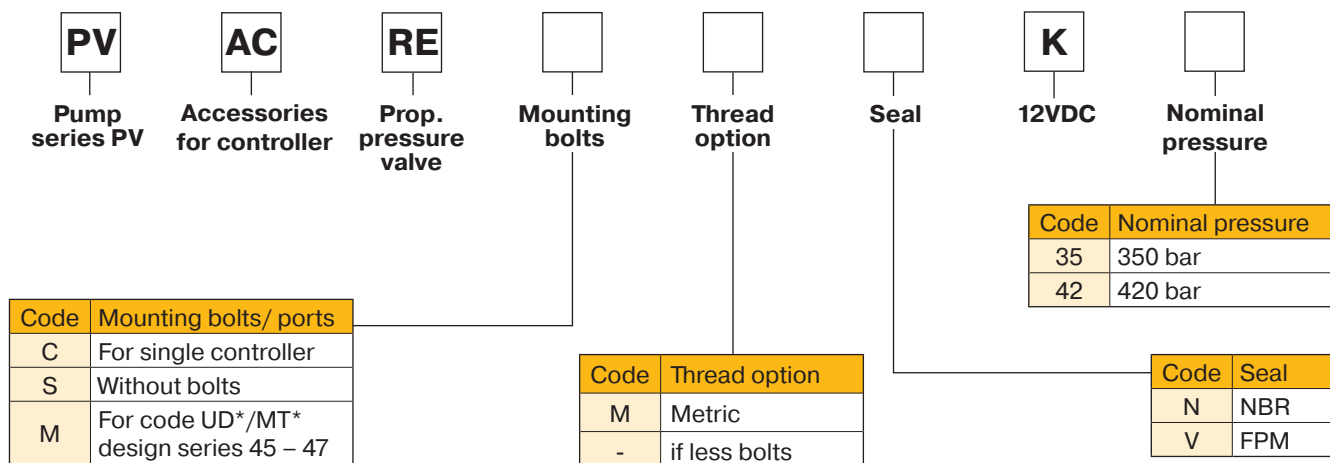 PV AC RE K
Pump
series PV
Accessories
for controller
Prop.
pressure
valve
Mounting
bolts
Thread
option
Seal
12VDC
Nominal
pressure
Code Nominal pressure
35 350 bar
42 420 bar
Code Mounting bolts/ ports
C For single controller
S Without bolts
M For code UD*/MT*
design series 45 – 47
Code Thread option
M Metric
- if less bolts
Code Seal
N NBR
V FPM